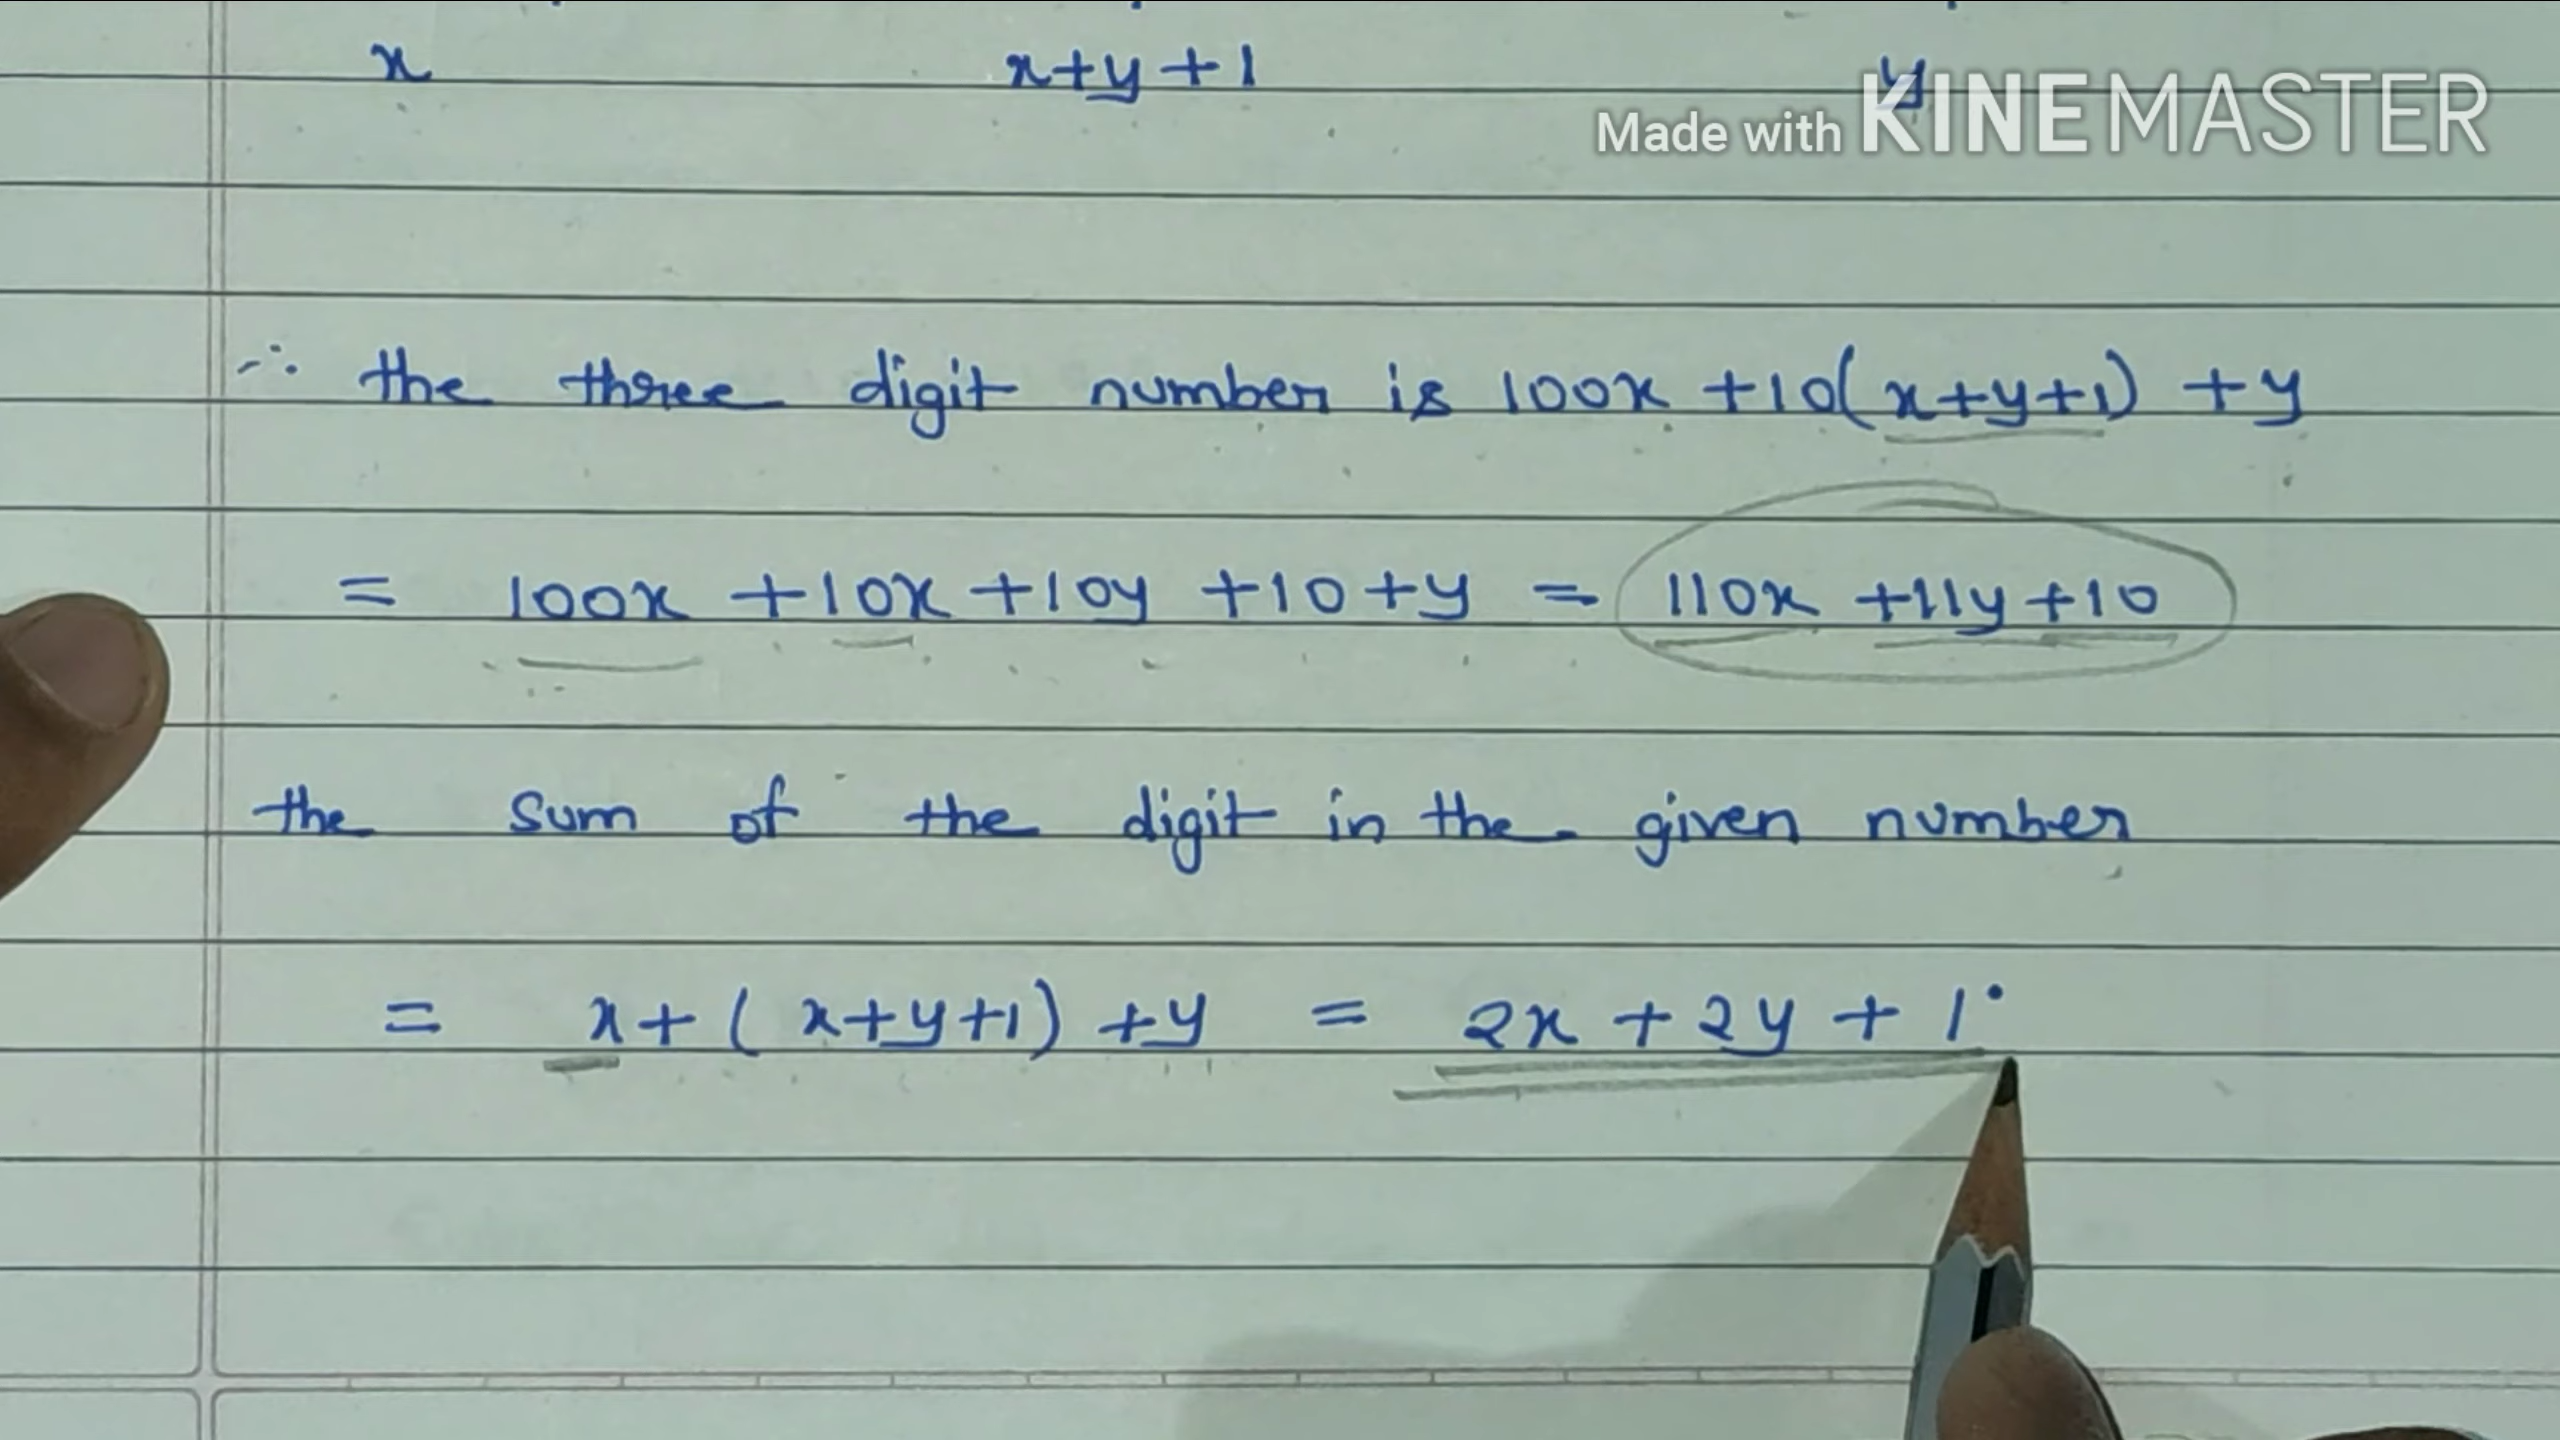 x x+y+1 y
Made with KINEMASTER
∴ the three digit number is 100x +10(x+y+1) +y
= 100x +10x +10y +10+y = 110x +11y +10
the sum of the digit in the given number
= x+ (x+y+1) +y = 2x + 2y + 1